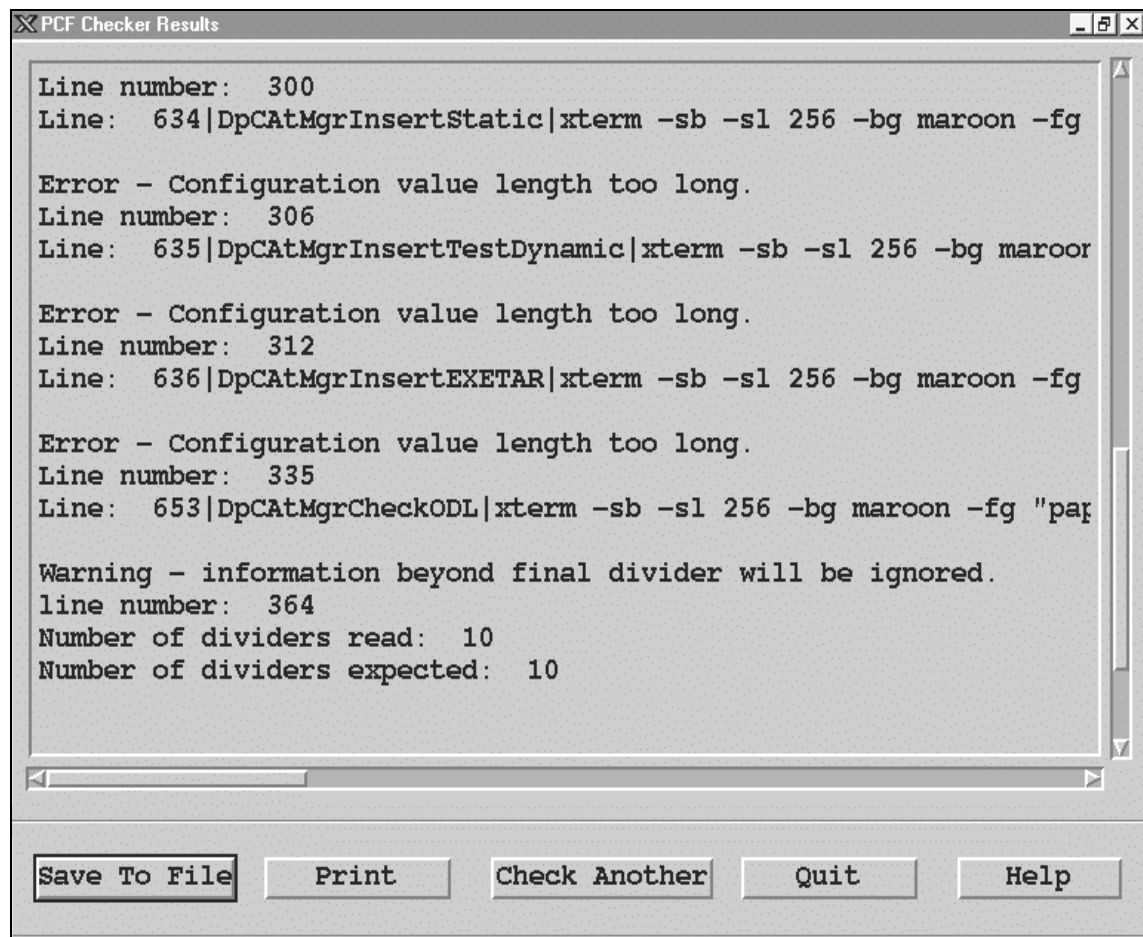 PCF Checker Results
Line number:  300
Line:  634|DpCAtMgrInsertStatic|xterm -sb -sl 256 -bg maroon -fg

Error - Configuration value length too long.
Line number:  306
Line:  635|DpCAtMgrInsertTestDynamic|xterm -sb -sl 256 -bg maroon

Error - Configuration value length too long.
Line number:  312
Line:  636|DpCAtMgrInsertEXETAR|xterm -sb -sl 256 -bg maroon -fg

Error - Configuration value length too long.
Line number:  335
Line:  653|DpCAtMgrCheckODL|xterm -sb -sl 256 -bg maroon -fg "pap

Warning - information beyond final divider will be ignored.
line number:  364
Number of dividers read:  10
Number of dividers expected:  10
Save To File Print Check Another Quit Help